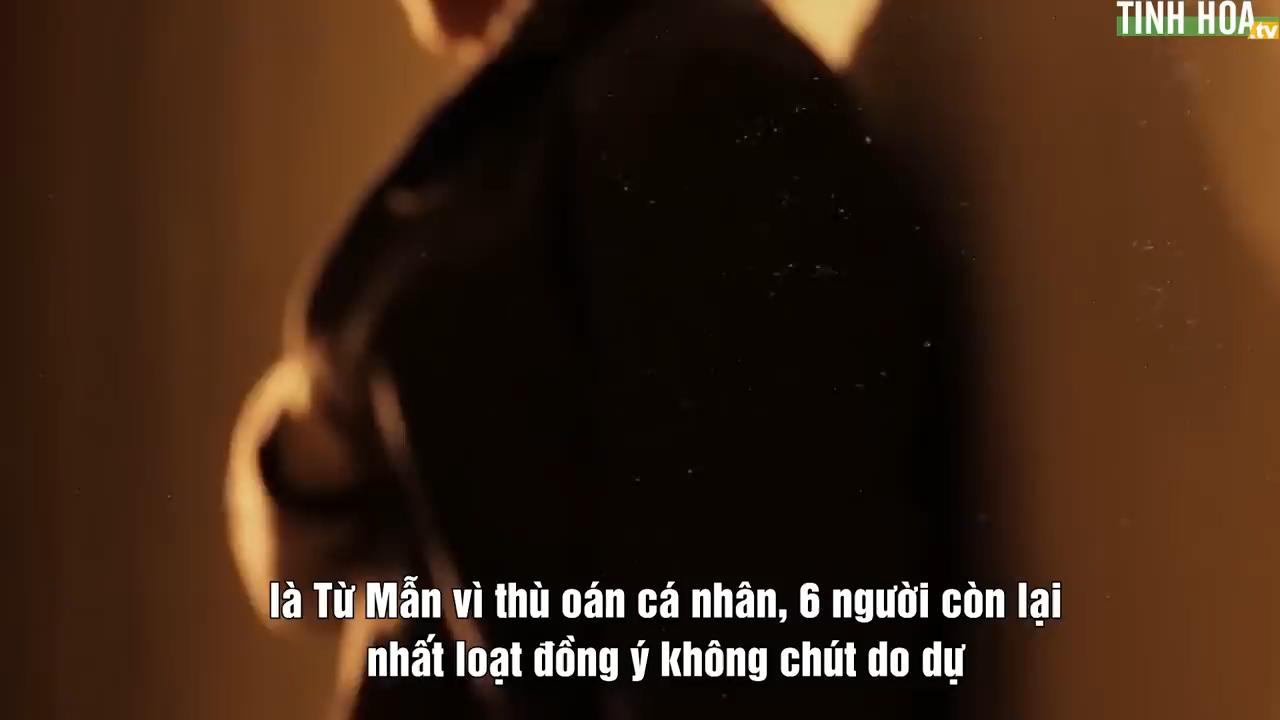 TINH HOA
.tv
là Từ Mẫn vì thù oán cá nhân, 6 người còn lại
nhất loạt đồng ý không chút do dự